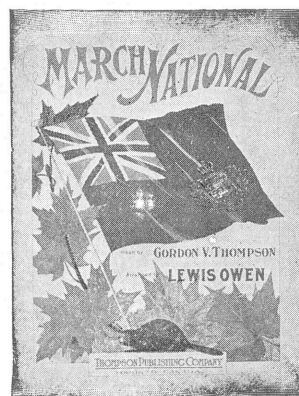 MARCH
NATIONAL
GORDON V. THOMPSON
LEWIS OWEN
THOMPSON PUBLISHING COMPANY